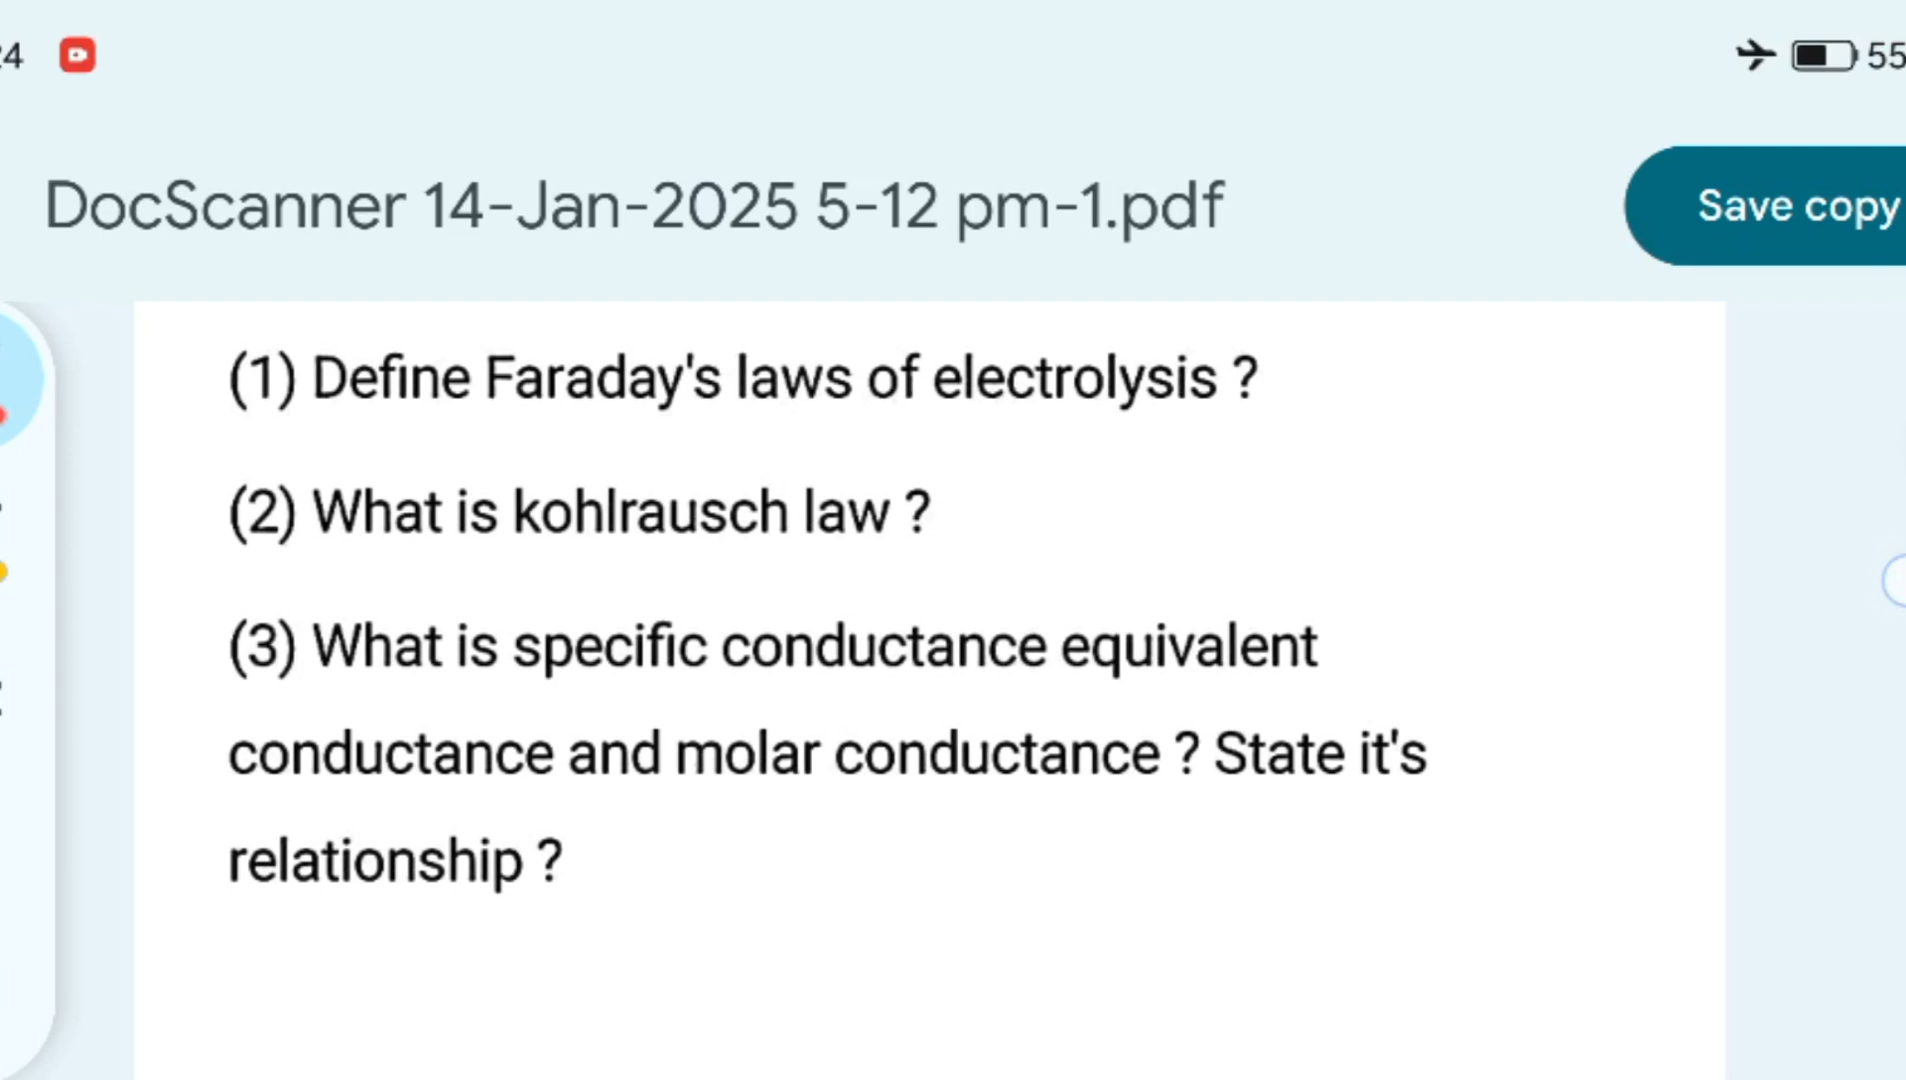 24
55
DocScanner 14-Jan-2025 5-12 pm-1.pdf
Save copy
(1) Define Faraday's laws of electrolysis ?
(2) What is kohlrausch law ?
(3) What is specific conductance equivalent
conductance and molar conductance ? State it's
relationship ?